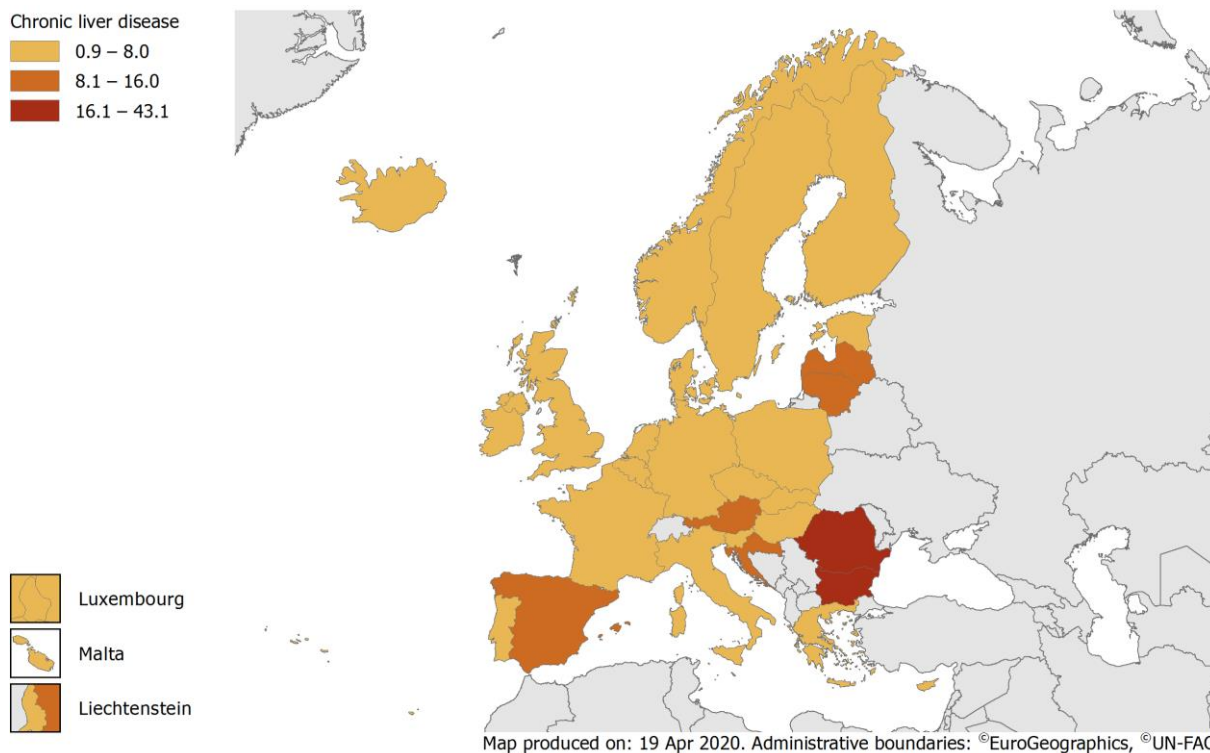 Chronic liver disease
0.9 – 8.0
8.1 – 16.0
16.1 – 43.1
Luxembourg
Malta
Liechtenstein
Map produced on: 19 Apr 2020. Administrative boundaries: ©EuroGeographics, ©UN-FAO